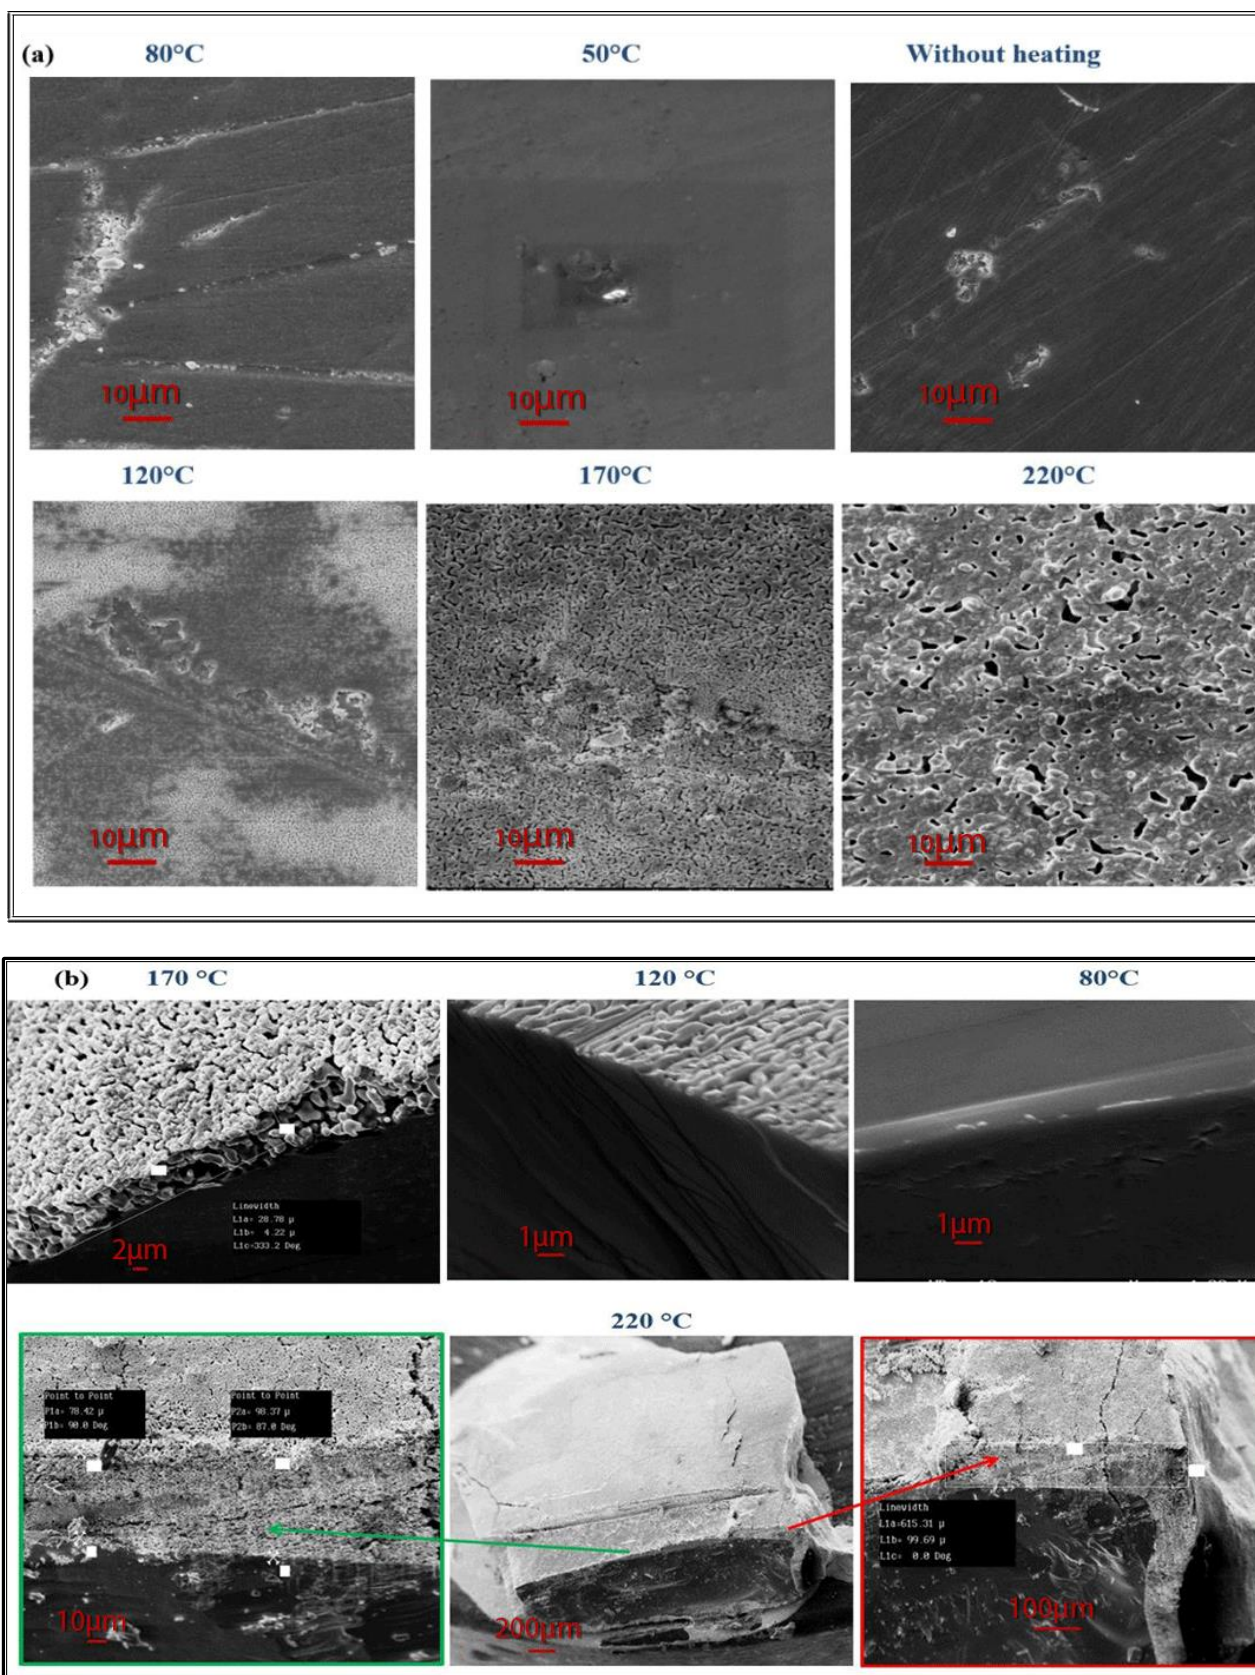 (a) 80°C 50°C Without heating
10μm 10μm 10μm
120°C 170°C 220°C
10μm 10μm 10μm
(b) 170 °C 120 °C 80°C
Linewidth
L1a= 28.78 μ
L1b= 4.22 μ
L1c=333.2 Deg
2μm 1μm 1μm
220 °C
Point to Point
P1a= 78.42 μ
P1b= 90.0 Deg
Point to Point
P2a= 98.37 μ
P2b= 87.0 Deg
Linewidth
L1a=615.31 μ
L1b= 99.69 μ
L1c= 0.0 Deg
10μm 200μm 100μm